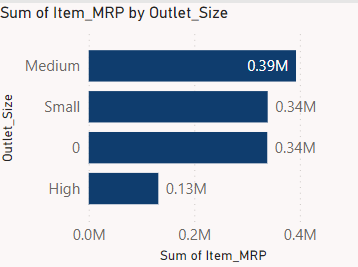 Sum of Item_MRP by Outlet_Size
Outlet_Size
Medium 0.39M
Small 0.34M
0 0.34M
High 0.13M
0.0M 0.2M 0.4M
Sum of Item_MRP